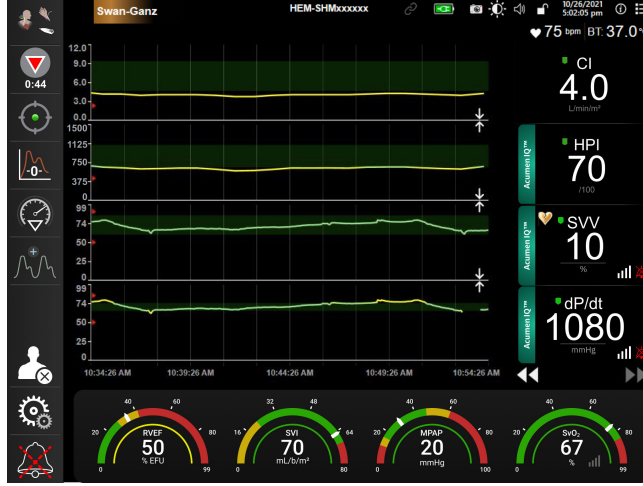 Swan-Ganz
HEM-SHMxxxxxx
10/26/2021
5:02:05 pm
75 bpm BT: 37.0
0:44
-0-
12.0
9.0
6.0
3.0
0.0
1500
1125
750
375
0
99
74
50
25
0
99
74
50
25
0
10:34:26 AM 10:39:26 AM 10:44:26 AM 10:49:26 AM 10:54:26 AM
CI
4.0
L/min/m²
Acumen IQ™
HPI
70
/100
Acumen IQ™
SVV
10
%
Acumen IQ™
dP/dt
1080
mmHg
0 20 40 60 80 99
RVEF
50
% EFU
0 16 32 48 64 80
SVI
70
mL/b/m²
0 20 40 60 80 100
MPAP
20
mmHg
0 20 40 60 80 99
SvO₂
67
%